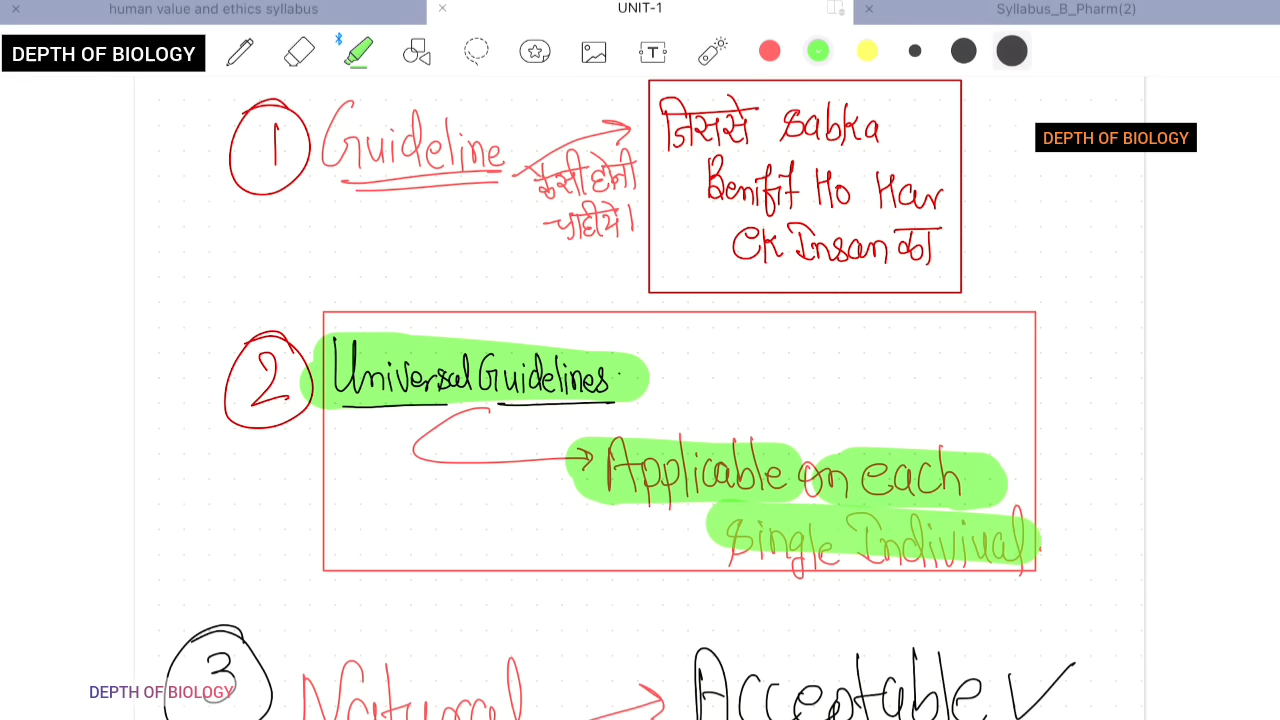 human value and ethics syllabus
UNIT-1
Syllabus_B_Pharm(2)
DEPTH OF BIOLOGY
T
DEPTH OF BIOLOGY
1 Guideline
कैसी होनी
चाहीये।
जिससे Sabka
Benifit Ho Har
Ek Insan का
2 Universal Guidelines.
Applicable on each
Single Indiviual.
3 Natural → Acceptable ✓
DEPTH OF BIOLOGY